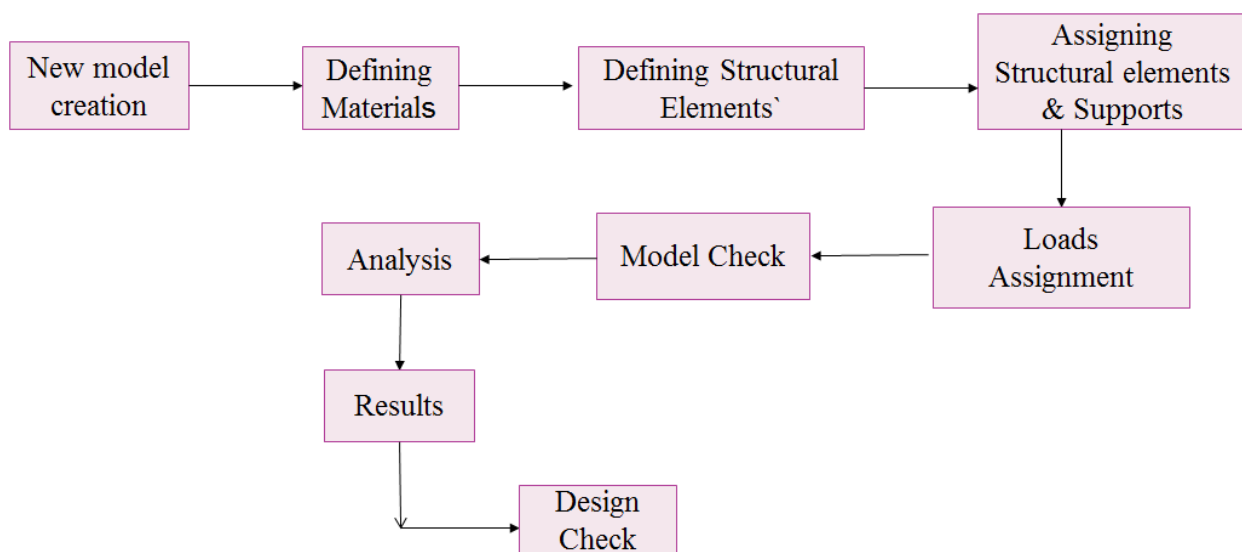 New model
creation
Defining
Materials
Defining Structural
Elements`
Assigning
Structural elements
& Supports
Loads
Assignment
Model Check
Analysis
Results
Design
Check